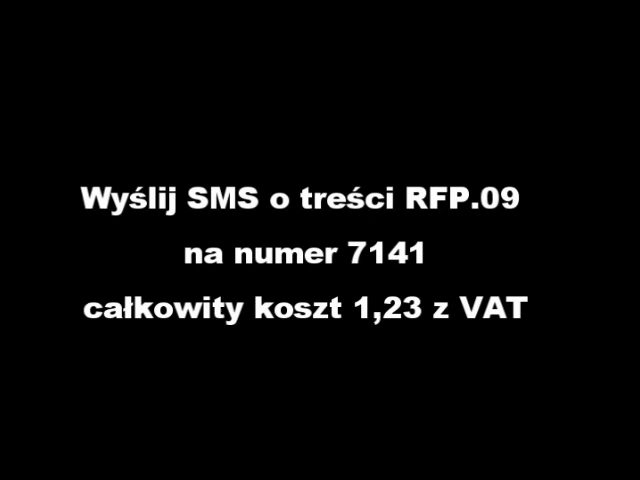 Wyślij SMS o treści RFP.09
na numer 7141
całkowity koszt 1,23 z VAT